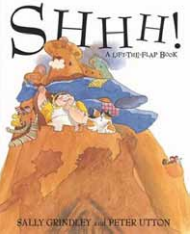 SHHH!
A LIFT-THE-FLAP BOOK
SALLY GRINDLEY AND PETER UTTON